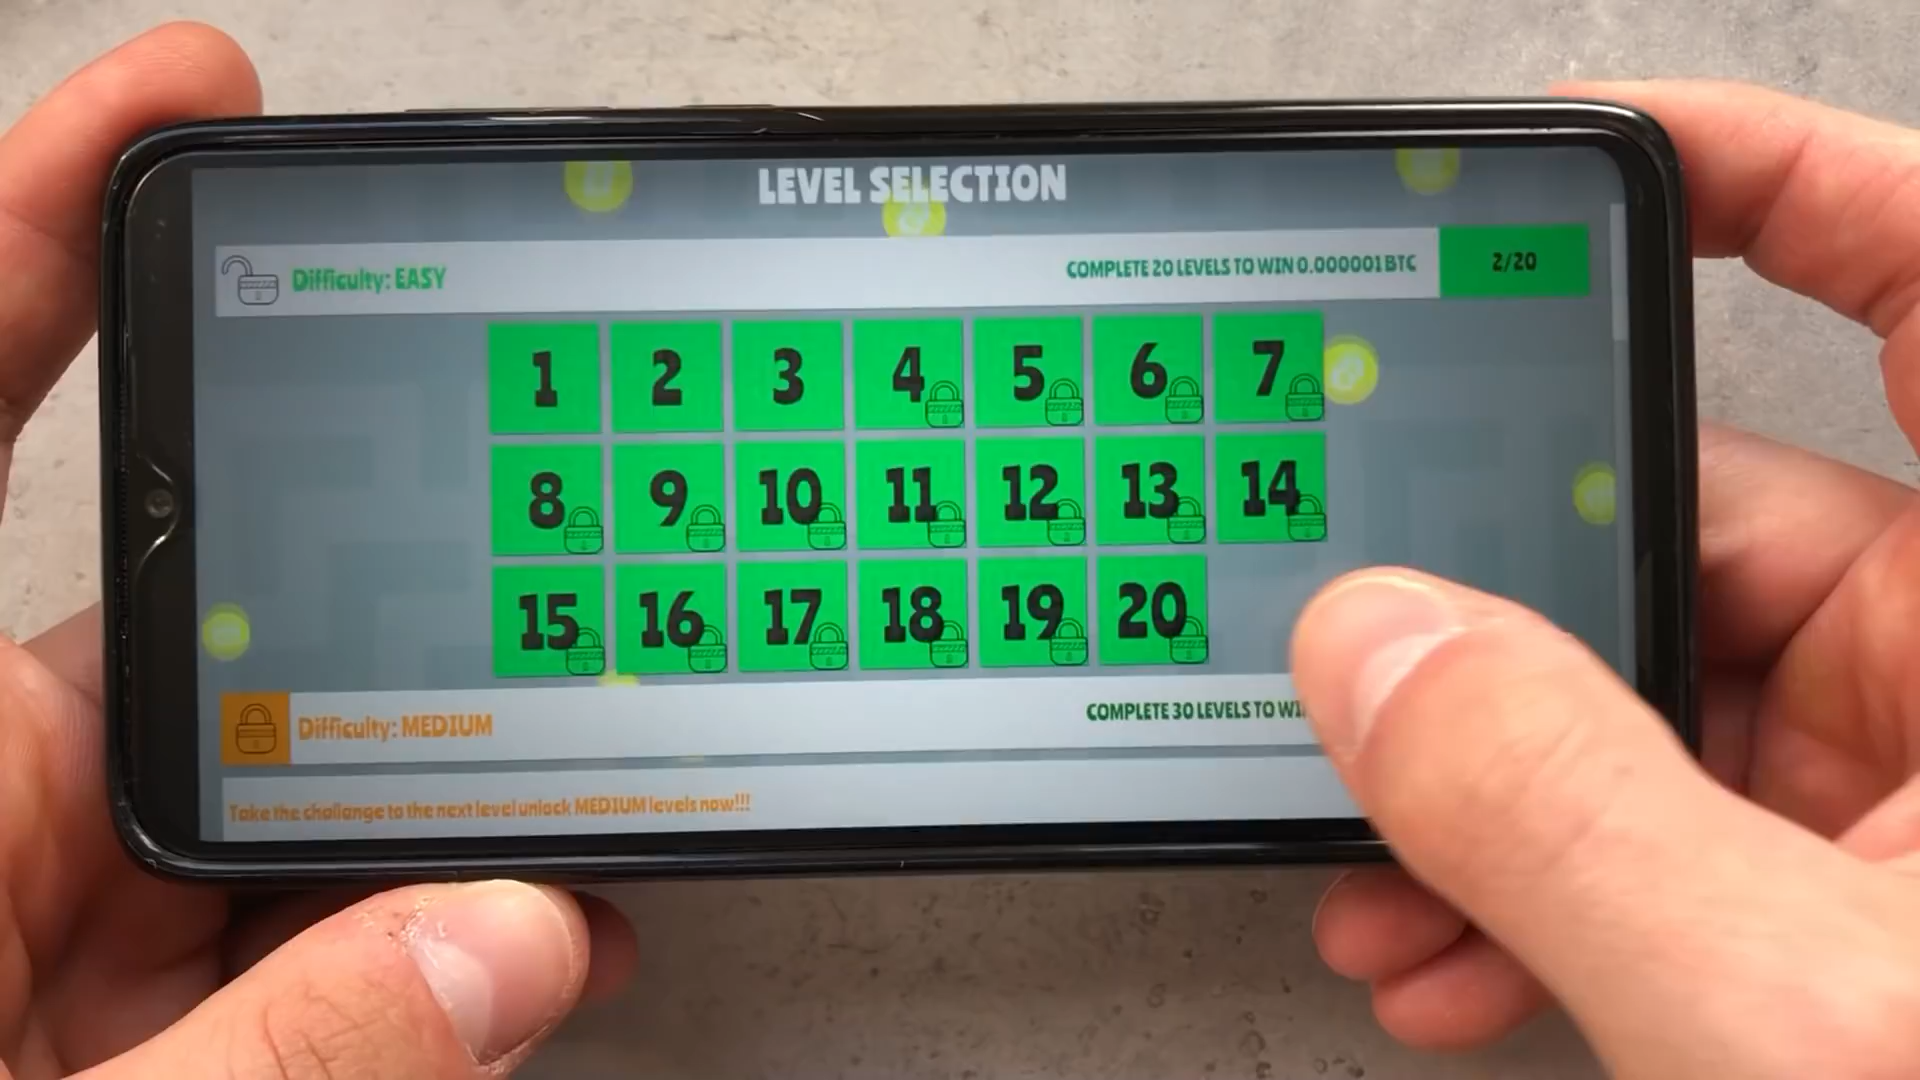 LEVEL SELECTION
Difficulty: EASY
COMPLETE 20 LEVELS TO WIN 0.000001 BTC
2/20
1 2 3 4 5 6 7
8 9 10 11 12 13 14
15 16 17 18 19 20
Difficulty: MEDIUM
COMPLETE 30 LEVELS TO
Take the challange to the next level unlock MEDIUM levels now!!!